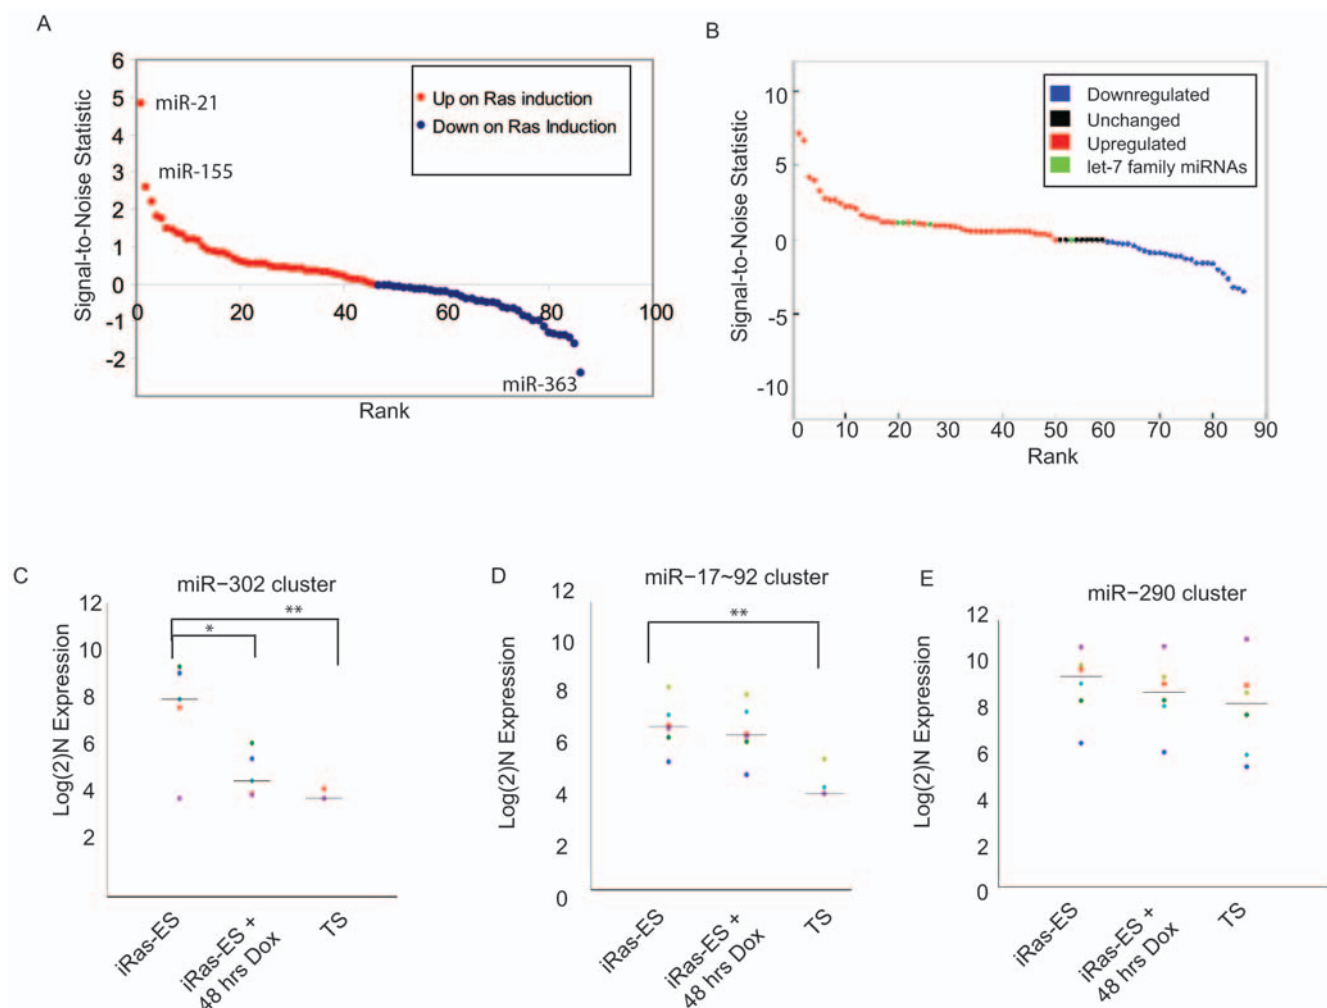 A
Signal-to-Noise Statistic
6
5
4
3
2
1
0
-1
-2
miR-21
miR-155
miR-363
Up on Ras induction
Down on Ras Induction
0 20 40 60 80 100
Rank
B
Signal-to-Noise Statistic
10
5
0
-5
-10
Downregulated
Unchanged
Upregulated
let-7 family miRNAs
0 10 20 30 40 50 60 70 80 90
Rank
C
miR−302 cluster
Log(2)N Expression
12
10
8
6
4
2
*
**
iRas-ES
iRas-ES +
48 hrs Dox
TS
D
miR−17~92 cluster
Log(2)N Expression
12
10
8
6
4
2
0
**
iRas-ES
iRas-ES +
48 hrs Dox
TS
E
miR−290 cluster
Log(2)N Expression
12
10
8
6
4
2
0
iRas-ES
iRas-ES +
48 hrs Dox
TS